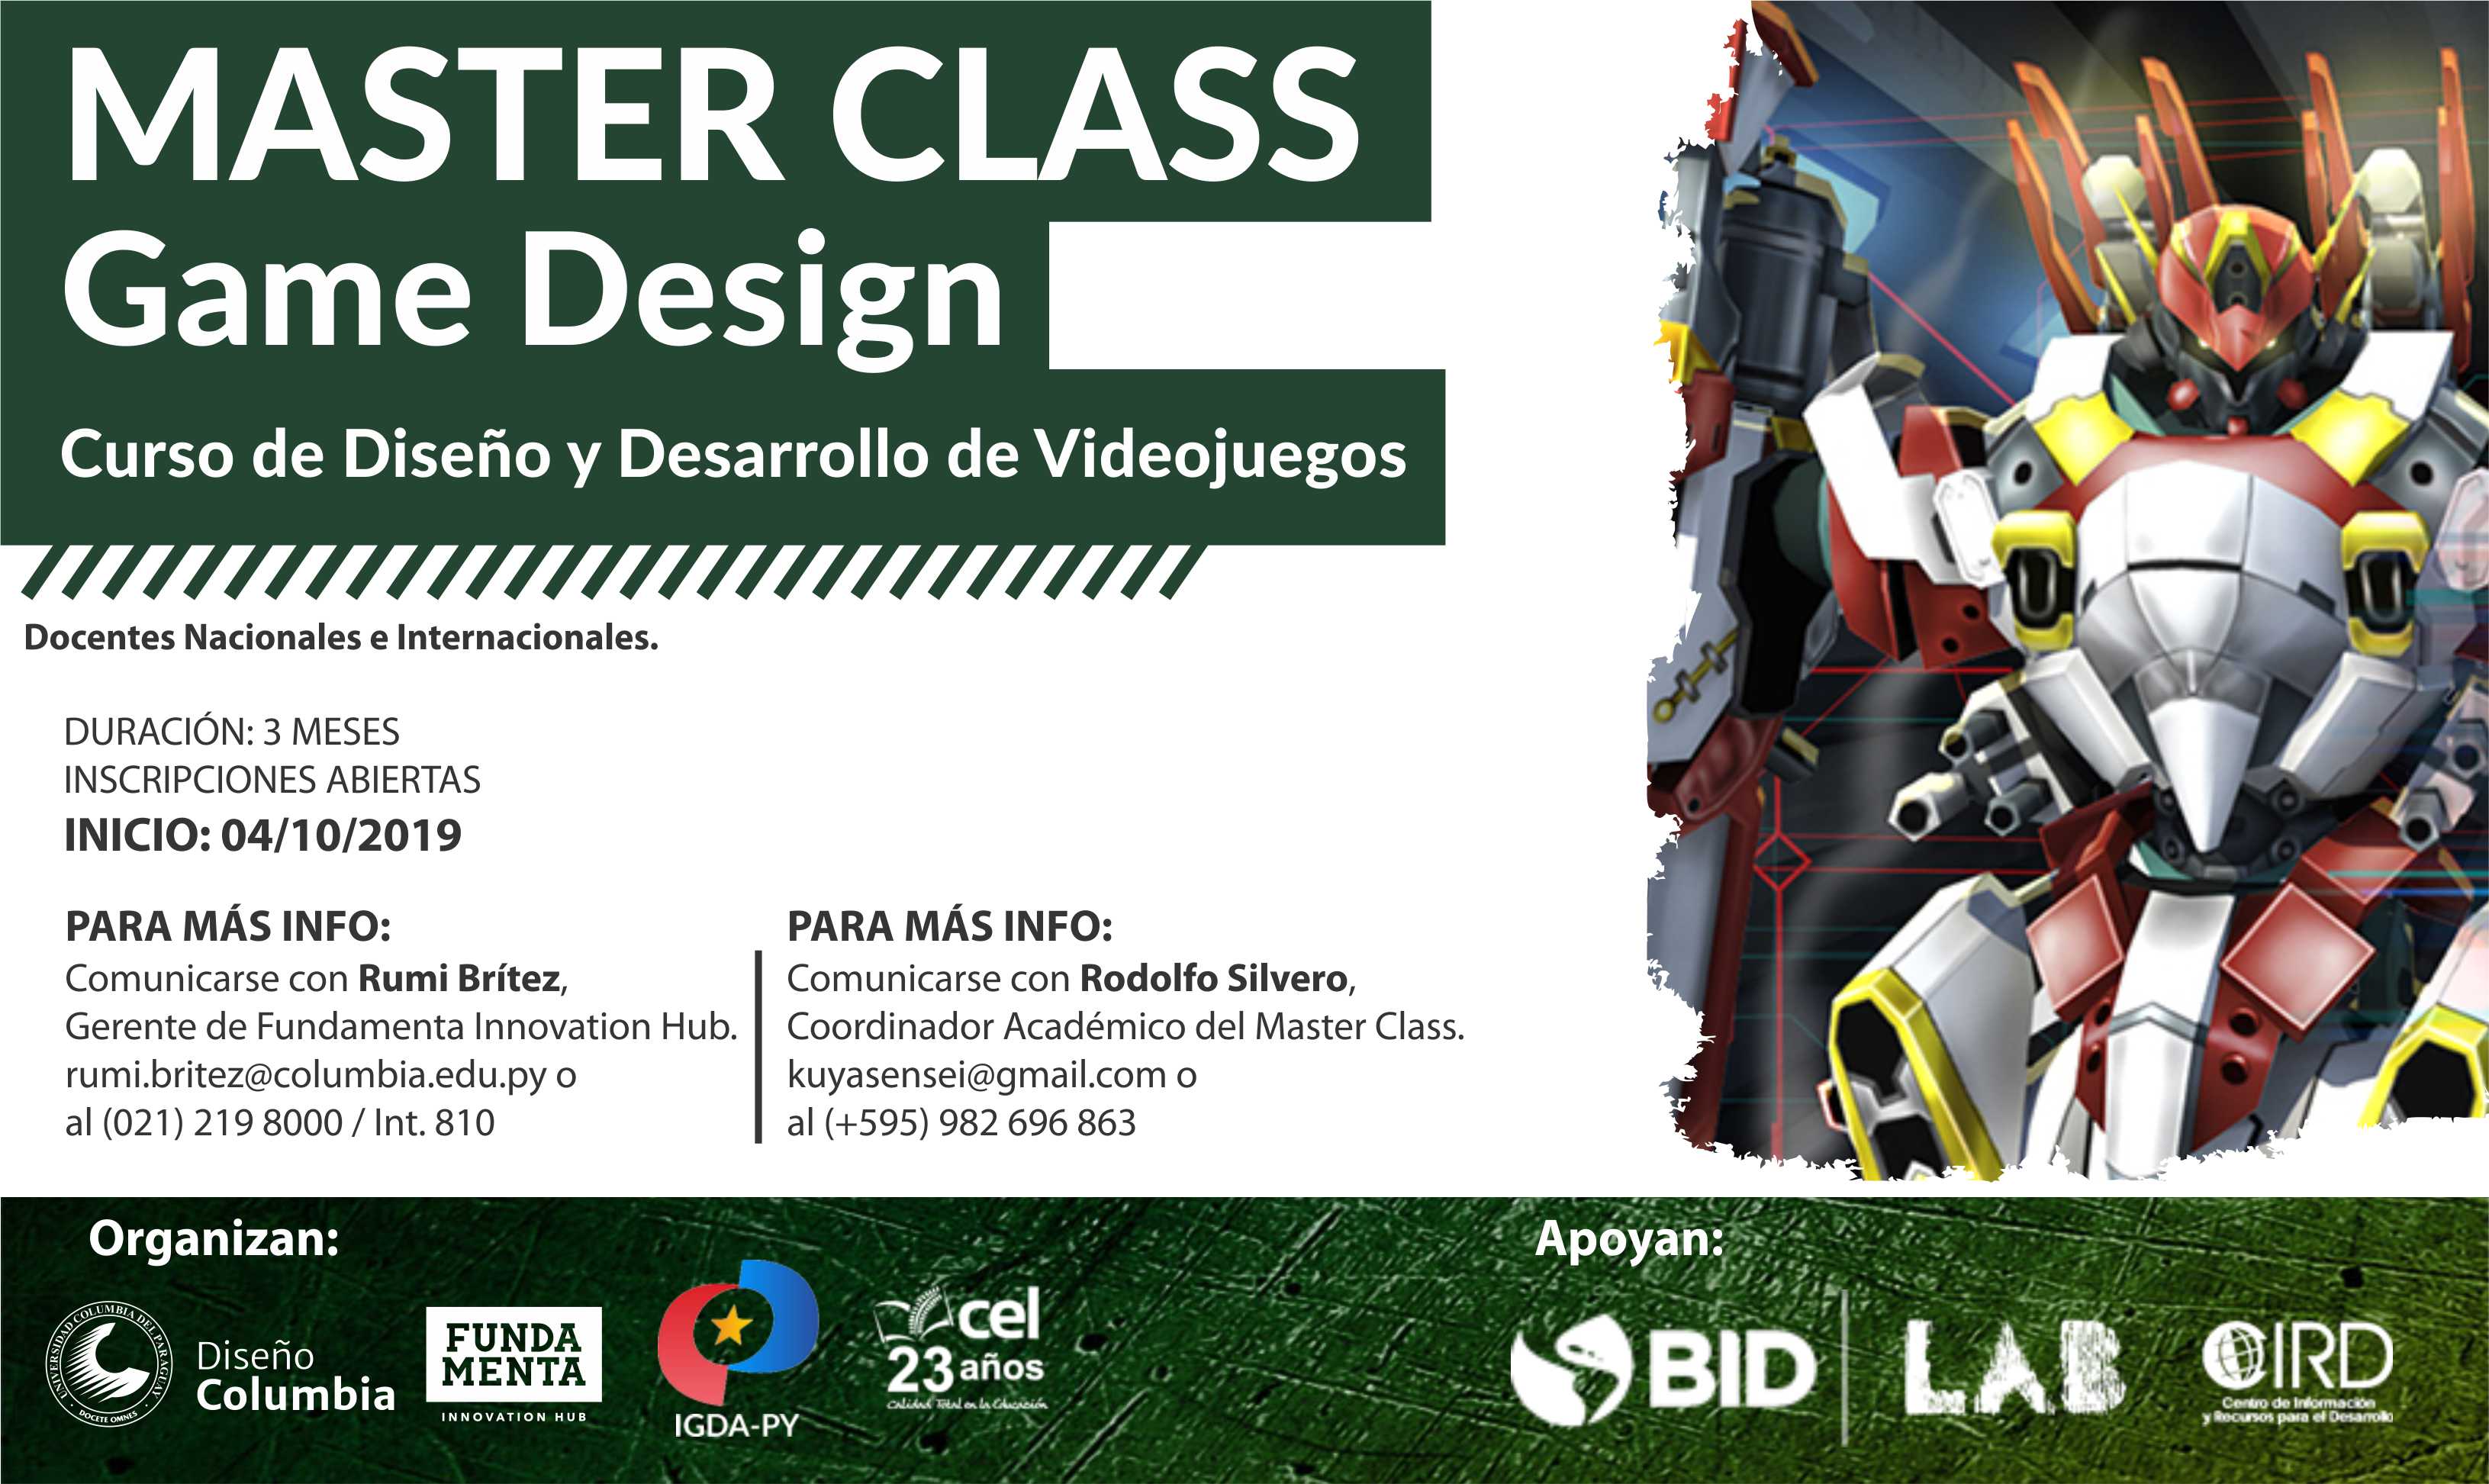 MASTER CLASS
Game Design
Curso de Diseño y Desarrollo de Videojuegos
Docentes Nacionales e Internacionales.
DURACIÓN: 3 MESES
INSCRIPCIONES ABIERTAS
INICIO: 04/10/2019
PARA MÁS INFO:
Comunicarse con Rumi Brítez,
Gerente de Fundamenta Innovation Hub.
rumi.britez@columbia.edu.py o
al (021) 219 8000 / Int. 810
PARA MÁS INFO:
Comunicarse con Rodolfo Silvero,
Coordinador Académico del Master Class.
kuyasensei@gmail.com o
al (+595) 982 696 863
Organizan:
UNIVERSIDAD COLUMBIA DEL PARAGUAY
DOCETE OMNES
Diseño
Columbia
FUNDA
MENTA
INNOVATION HUB
IGDA-PY
cel
23 años
Calidad Total en la Educación
Apoyan:
BID
LAB
CIRD
Centro de Información
y Recursos para el Desarrollo